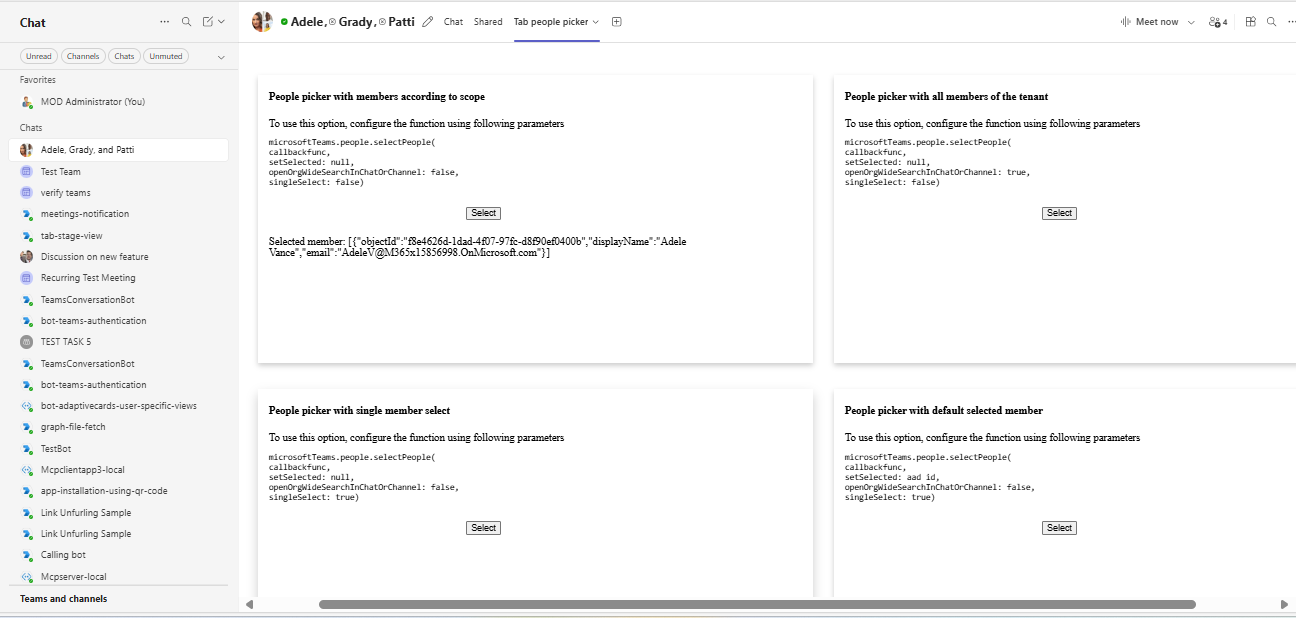 Chat
Unread
Channels
Chats
Unmuted
Favorites
MOD Administrator (You)
Chats
Adele, Grady, and Patti
Test Team
verify teams
meetings-notification
tab-stage-view
Discussion on new feature
Recurring Test Meeting
TeamsConversationBot
bot-teams-authentication
TEST TASK 5
TeamsConversationBot
bot-teams-authentication
bot-adaptivecards-user-specific-views
graph-file-fetch
TestBot
Mcpclientapp3-local
app-installation-using-qr-code
Link Unfurling Sample
Link Unfurling Sample
Calling bot
Mcpserver-local
Teams and channels
Adele, Grady, Patti
Chat
Shared
Tab people picker
Meet now
4
People picker with members according to scope
To use this option, configure the function using following parameters
microsoftTeams.people.selectPeople(
callbackfunc,
setSelected: null,
openOrgWideSearchInChatOrChannel: false,
singleSelect: false)
Select
Selected member: [{"objectId":"f8e4626d-1dad-4f07-97fc-d8f90ef0400b","displayName":"Adele
Vance","email":"AdeleV@M365x15856998.OnMicrosoft.com"}]
People picker with all members of the tenant
To use this option, configure the function using following parameters
microsoftTeams.people.selectPeople(
callbackfunc,
setSelected: null,
openOrgWideSearchInChatOrChannel: true,
singleSelect: false)
Select
People picker with single member select
To use this option, configure the function using following parameters
microsoftTeams.people.selectPeople(
callbackfunc,
setSelected: null,
openOrgWideSearchInChatOrChannel: false,
singleSelect: true)
Select
People picker with default selected member
To use this option, configure the function using following parameters
microsoftTeams.people.selectPeople(
callbackfunc,
setSelected: aad id,
openOrgWideSearchInChatOrChannel: false,
singleSelect: true)
Select